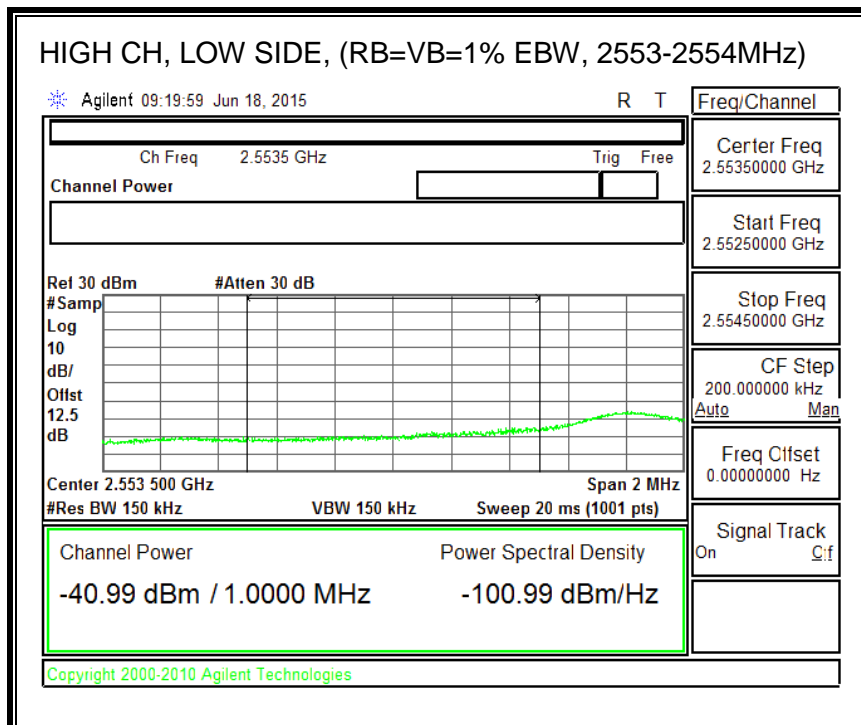 HIGH CH, LOW SIDE, (RB=VB=1% EBW, 2553-2554MHz)
Agilent 09:19:59 Jun 18, 2015 R T
Freq/Channel
Ch Freq 2.5535 GHz Trig Free
Channel Power
Center Freq
2.55350000 GHz
Start Freq
2.55250000 GHz
Stop Freq
2.55450000 GHz
CF Step
200.000000 kHz
Auto Man
Freq Offset
0.00000000 Hz
Signal Track
On Off
Ref 30 dBm #Atten 30 dB
#Samp
Log
10
dB/
Offst
12.5
dB
Center 2.553 500 GHz Span 2 MHz
#Res BW 150 kHz VBW 150 kHz Sweep 20 ms (1001 pts)
Channel Power Power Spectral Density
-40.99 dBm / 1.0000 MHz -100.99 dBm/Hz
Copyright 2000-2010 Agilent Technologies